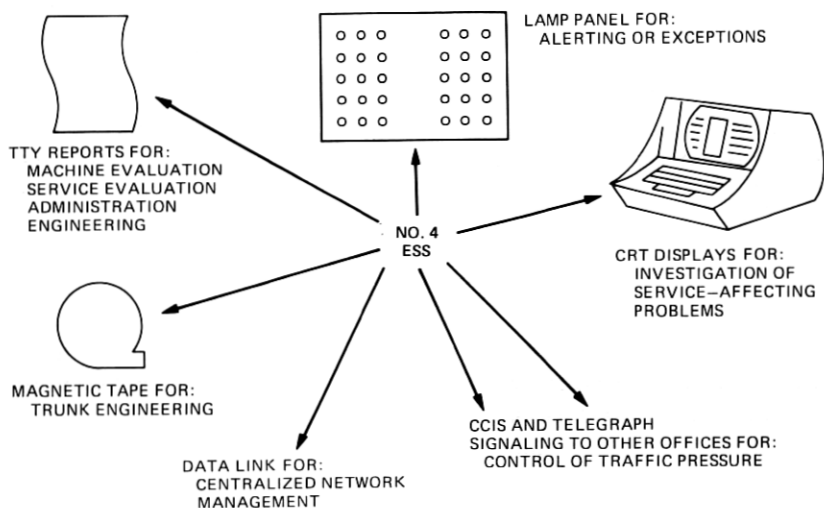 LAMP PANEL FOR:
ALERTING OR EXCEPTIONS
TTY REPORTS FOR:
MACHINE EVALUATION
SERVICE EVALUATION
ADMINISTRATION
ENGINEERING
NO. 4
ESS
CRT DISPLAYS FOR:
INVESTIGATION OF
SERVICE–AFFECTING
PROBLEMS
MAGNETIC TAPE FOR:
TRUNK ENGINEERING
CCIS AND TELEGRAPH
SIGNALING TO OTHER OFFICES FOR:
CONTROL OF TRAFFIC PRESSURE
DATA LINK FOR:
CENTRALIZED NETWORK
MANAGEMENT